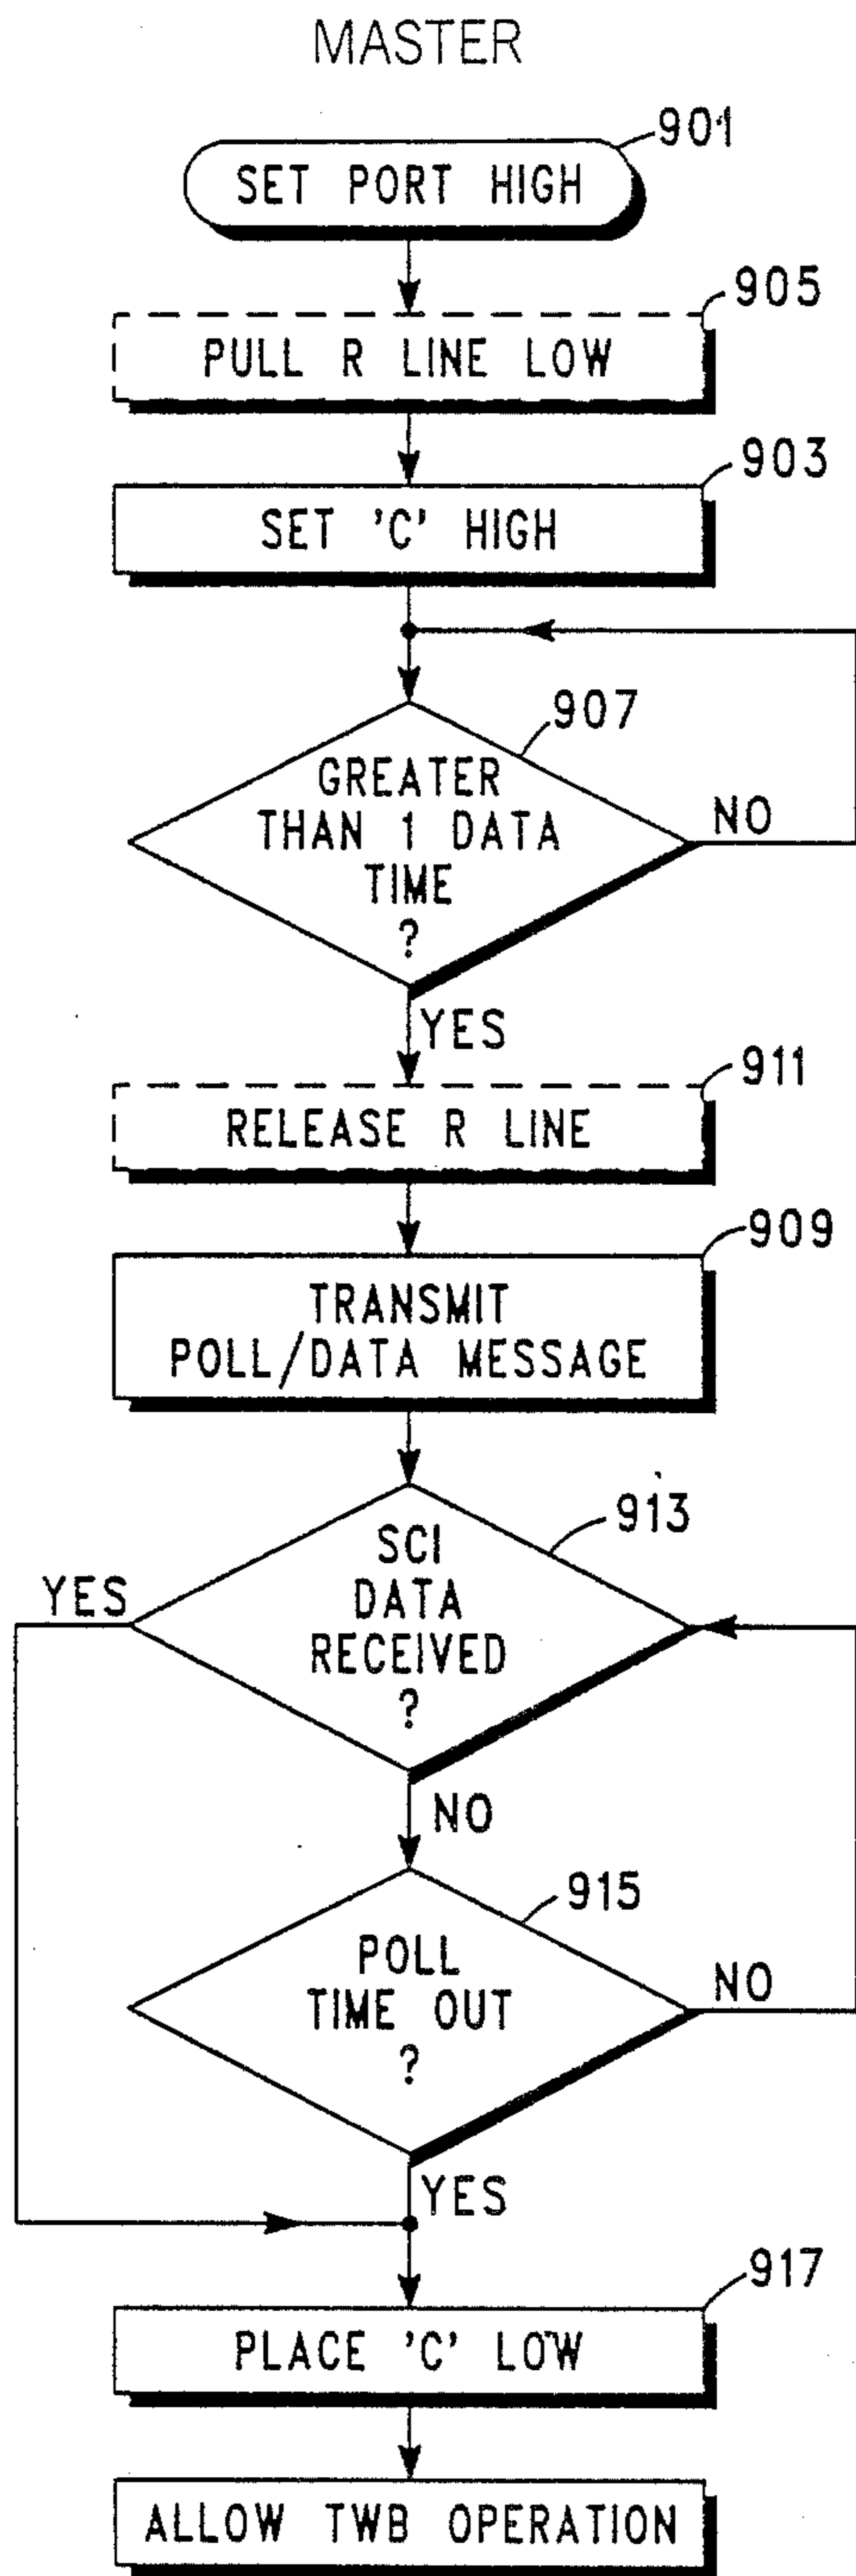 MASTER
901
SET PORT HIGH
905
PULL R LINE LOW
903
SET 'C' HIGH
907
GREATER
THAN 1 DATA
TIME
?
NO
YES
911
RELEASE R LINE
909
TRANSMIT
POLL/DATA MESSAGE
913
SCI
DATA
RECEIVED
?
YES
NO
915
POLL
TIME OUT
?
NO
YES
917
PLACE 'C' LOW
ALLOW TWB OPERATION